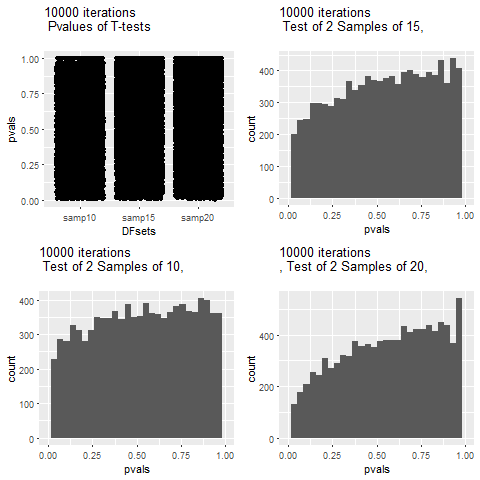 10000 iterations
Pvalues of T-tests
pvals
1.00
0.75
0.50
0.25
0.00
samp10 samp15 samp20
DFsets
10000 iterations
Test of 2 Samples of 15,
count
400
300
200
100
0
0.00 0.25 0.50 0.75 1.00
pvals
10000 iterations
Test of 2 Samples of 10,
count
400
300
200
100
0
0.00 0.25 0.50 0.75 1.00
pvals
10000 iterations
, Test of 2 Samples of 20,
count
400
200
0
0.00 0.25 0.50 0.75 1.00
pvals